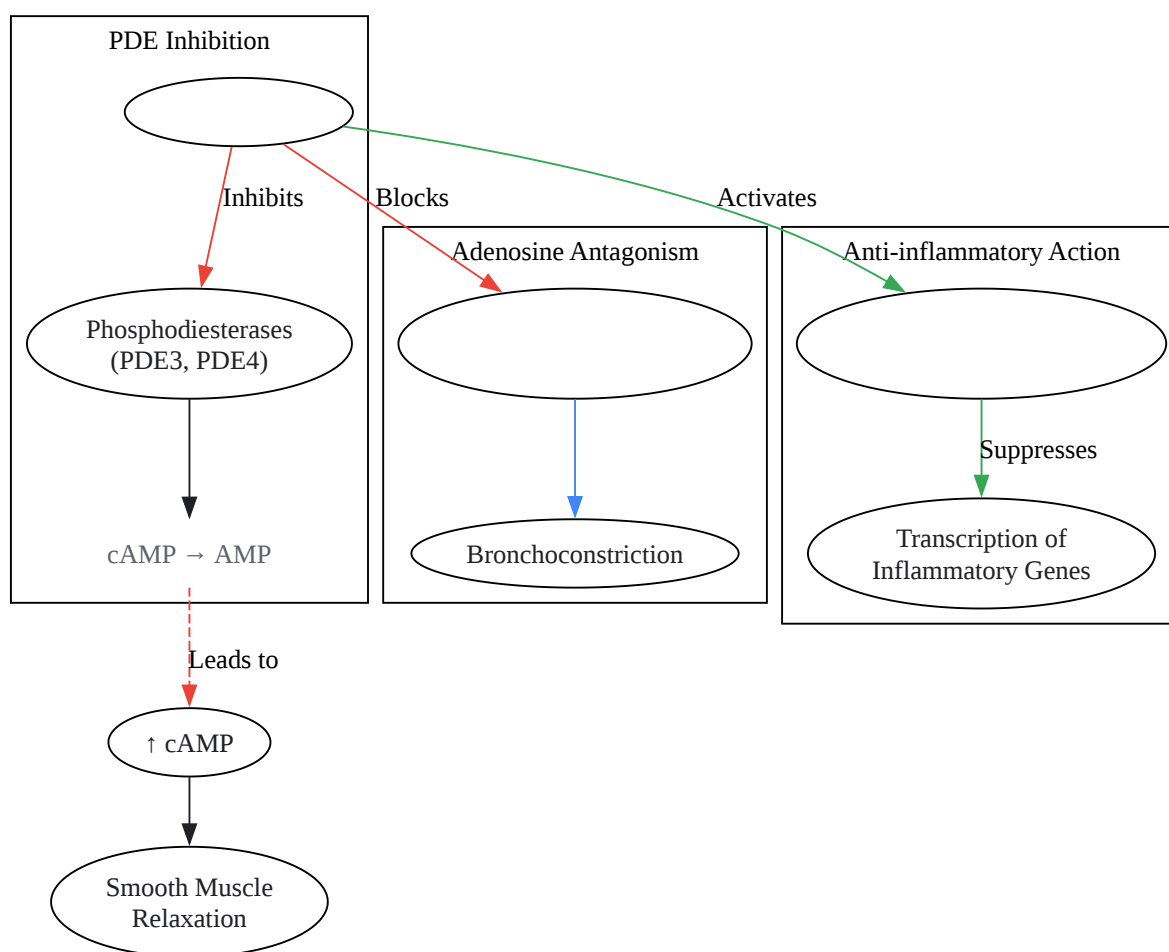 PDE Inhibition
Inhibits
Blocks
Activates
Adenosine Antagonism
Anti-inflammatory Action
Phosphodiesterases
(PDE3, PDE4)
Suppresses
cAMP → AMP
Bronchoconstriction
Transcription of
Inflammatory Genes
Leads to
↑ cAMP
Smooth Muscle
Relaxation